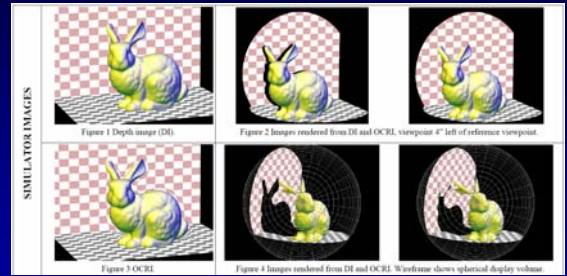 SIMULATOR IMAGES
Figure 1 Depth image (DI).
Figure 2 Images rendered from DI and OCRI, viewpoint 4" left of reference viewpoint.
Figure 3 OCRI.
Figure 4 Images rendered from DI and OCRI. Wireframe shows spherical display volume.